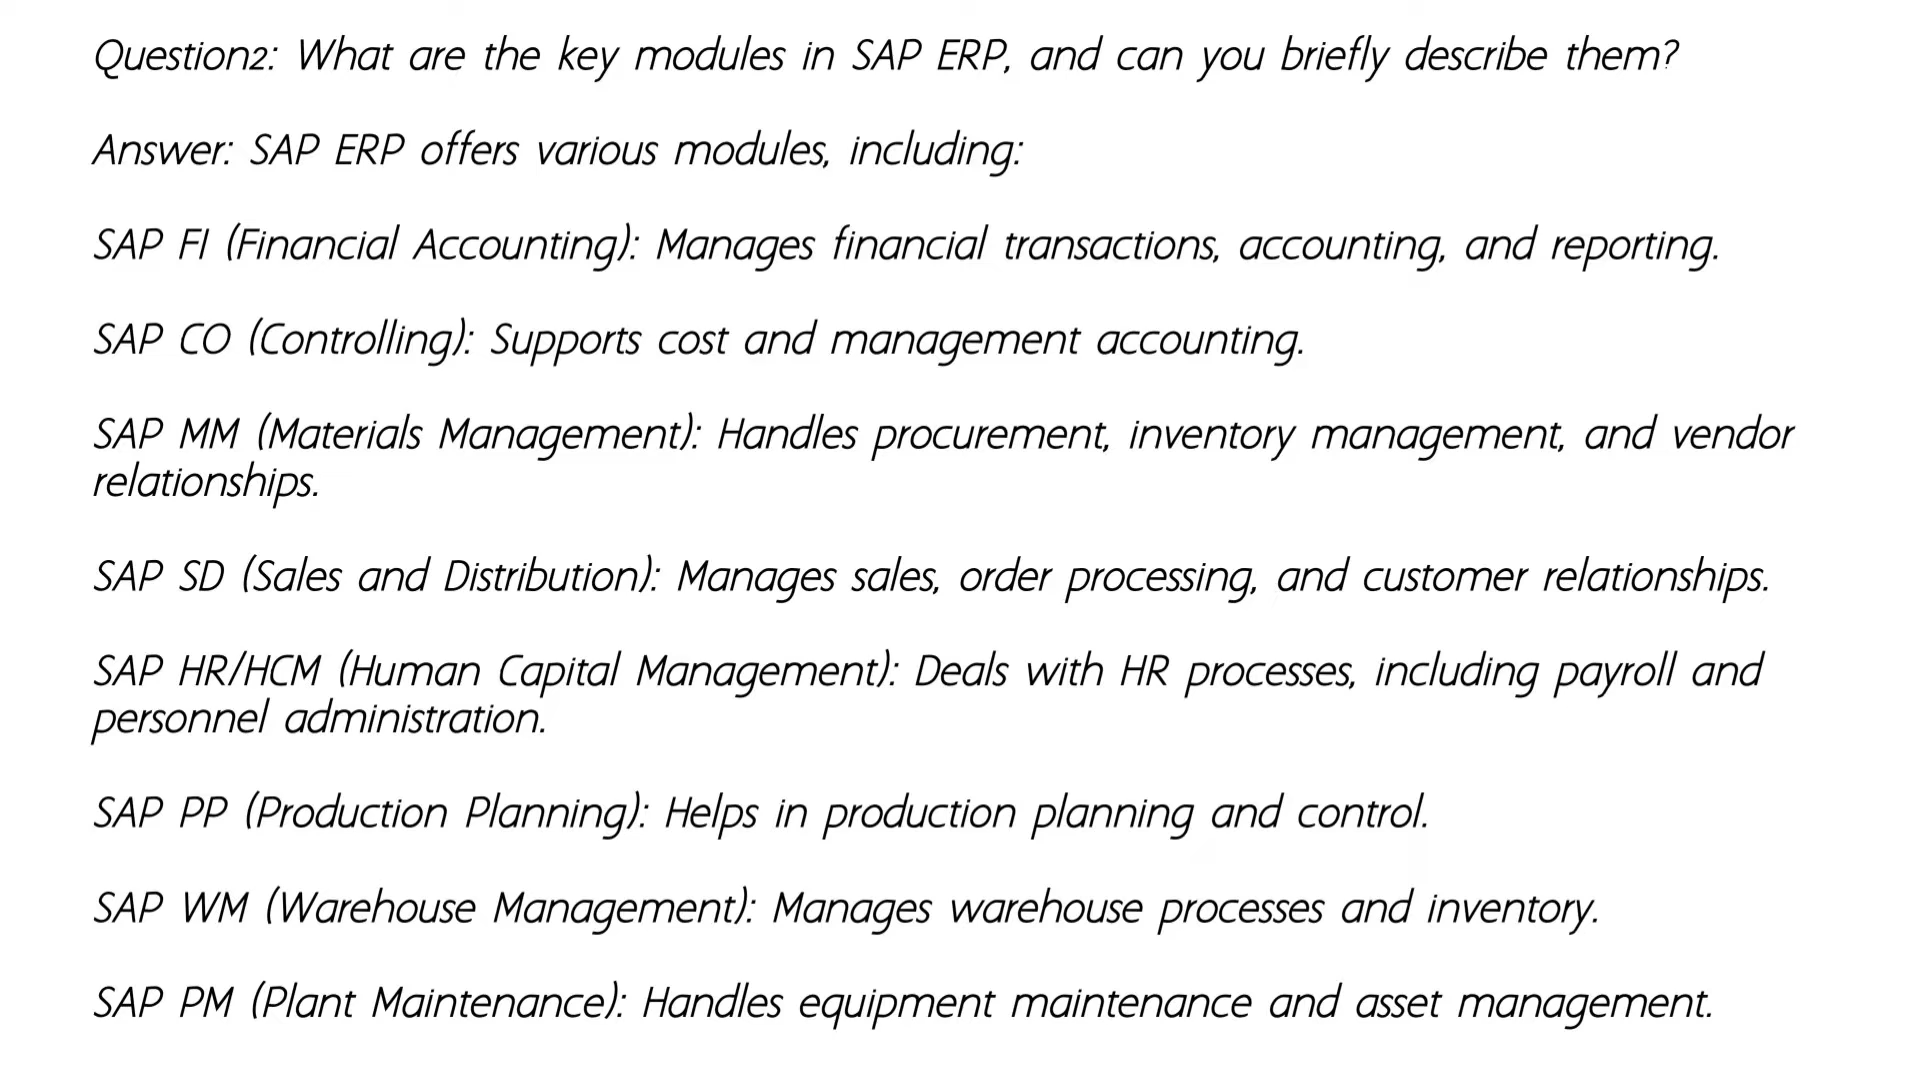 Question2: What are the key modules in SAP ERP, and can you briefly describe them?
Answer: SAP ERP offers various modules, including:
SAP FI (Financial Accounting): Manages financial transactions, accounting, and reporting.
SAP CO (Controlling): Supports cost and management accounting.
SAP MM (Materials Management): Handles procurement, inventory management, and vendor
relationships.
SAP SD (Sales and Distribution): Manages sales, order processing, and customer relationships.
SAP HR/HCM (Human Capital Management): Deals with HR processes, including payroll and
personnel administration.
SAP PP (Production Planning): Helps in production planning and control.
SAP WM (Warehouse Management): Manages warehouse processes and inventory.
SAP PM (Plant Maintenance): Handles equipment maintenance and asset management.